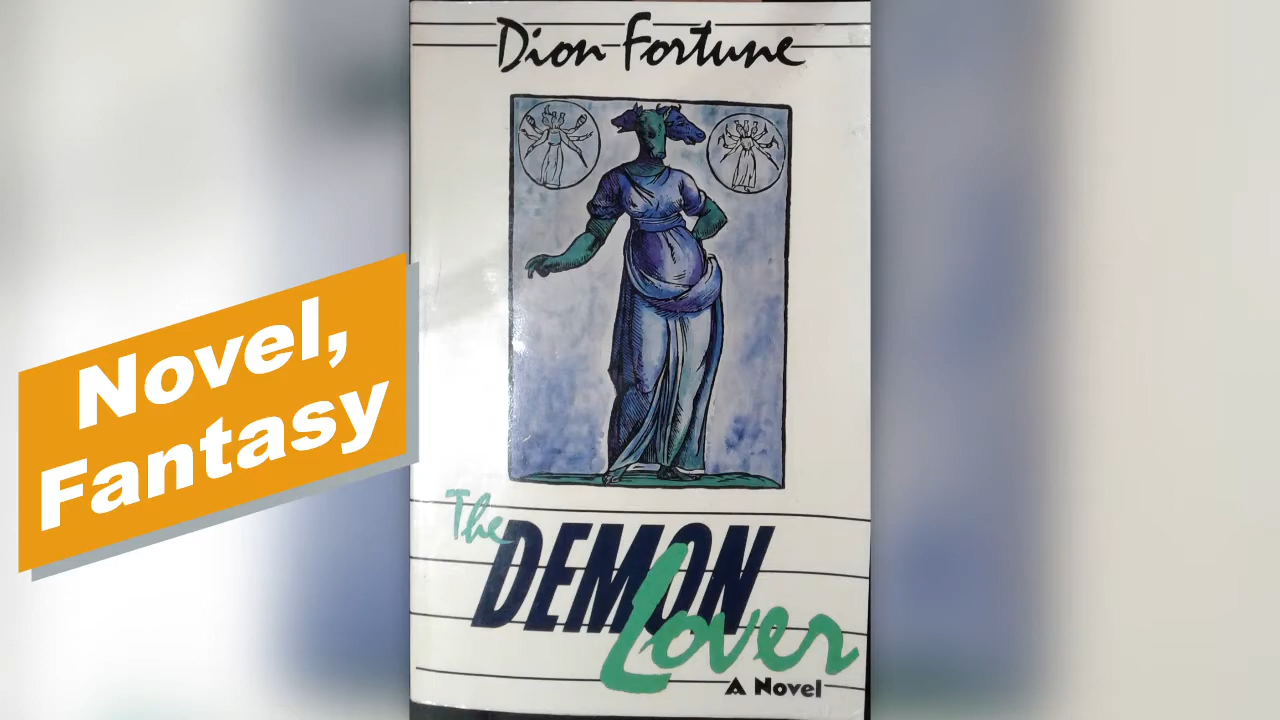 Dion Fortune
Novel,
Fantasy
The
DEMON
Lover
A Novel